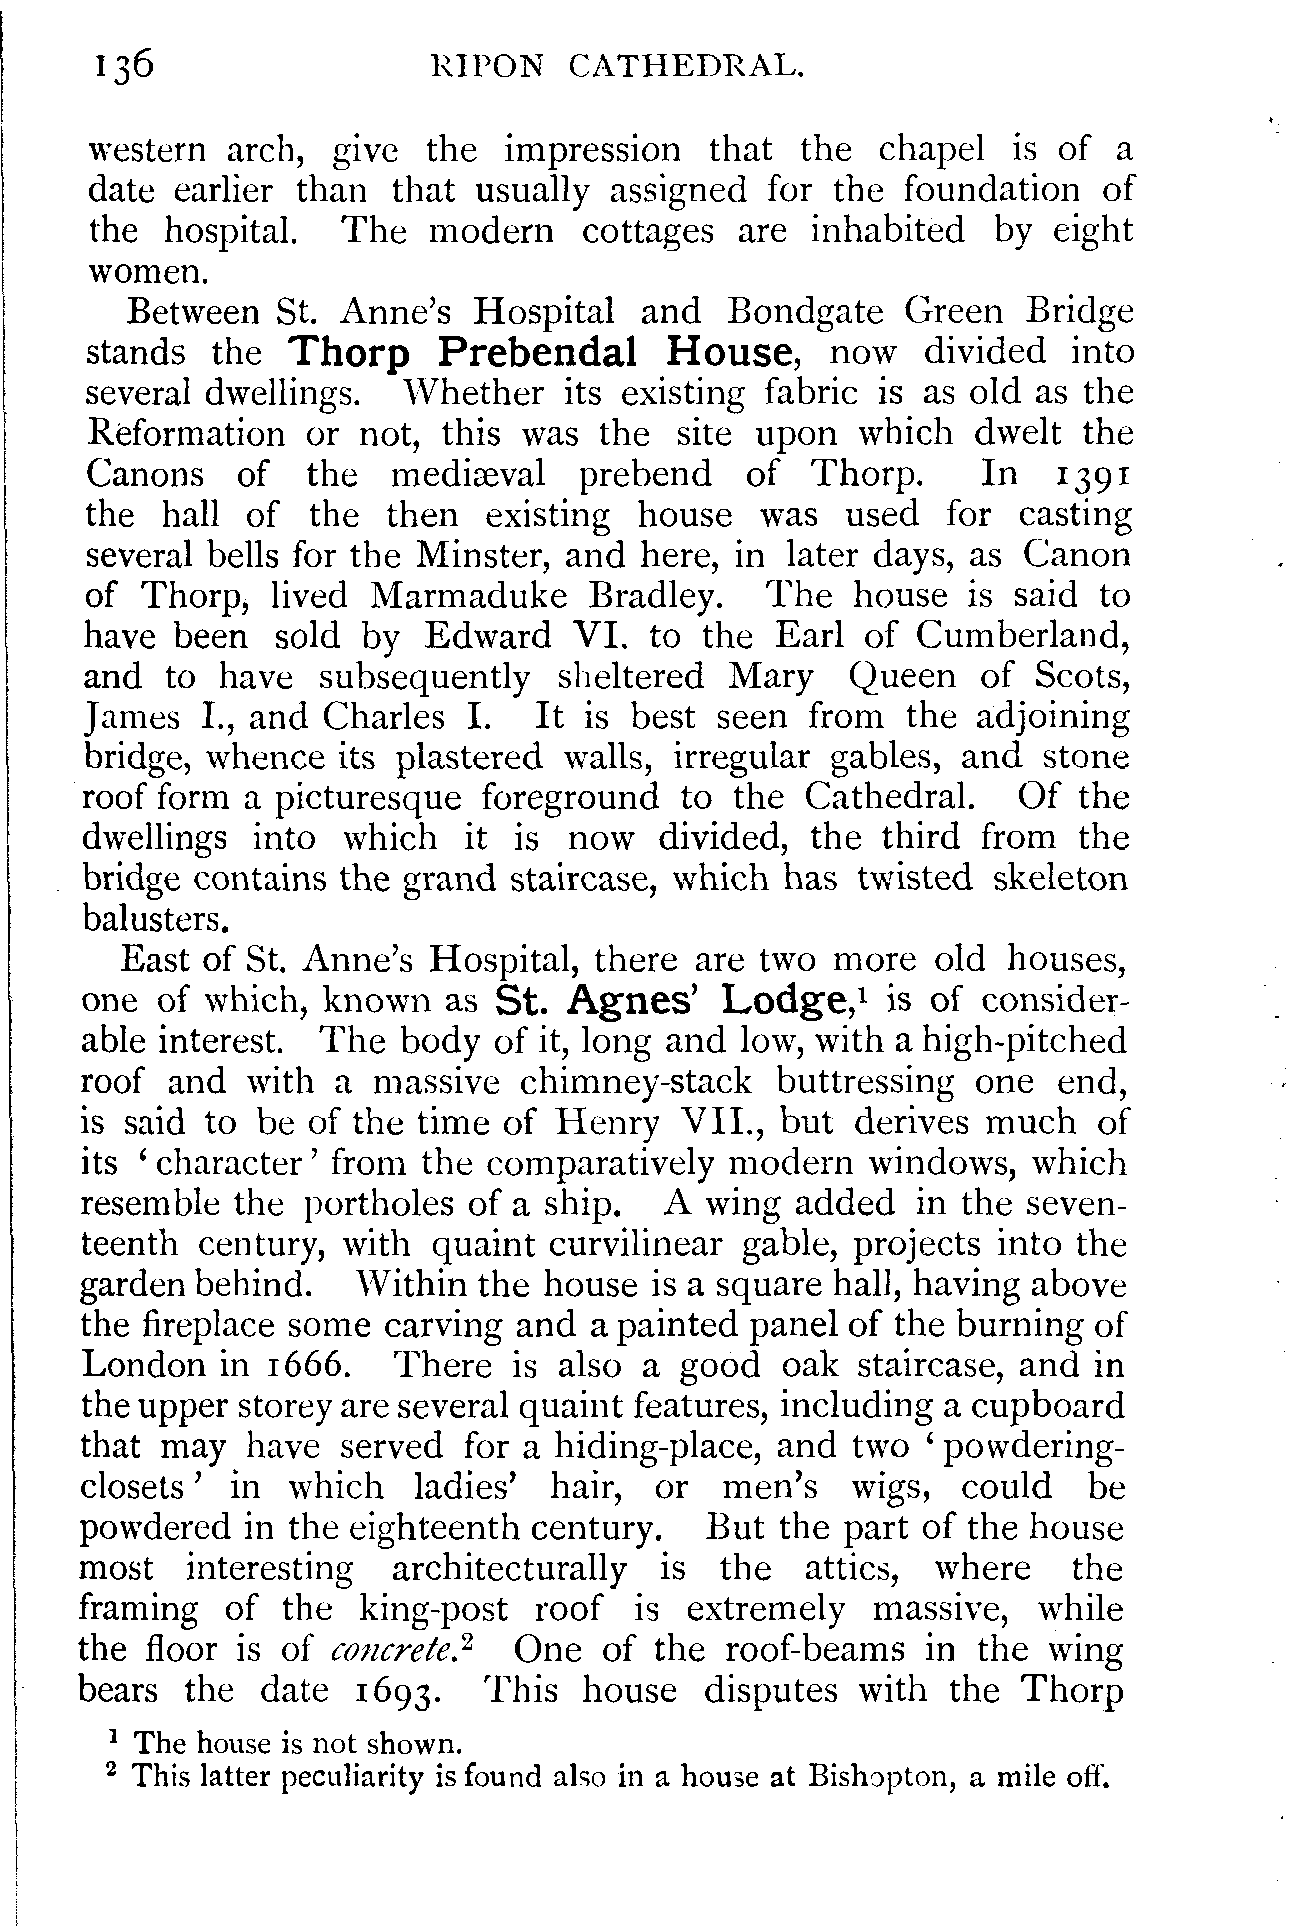 136 RIPON CATHEDRAL.
western arch, give the impression that the chapel is of a
date earlier than that usually assigned for the foundation of
the hospital. The modern cottages are inhabited by eight
women.
Between St. Anne's Hospital and Bondgate Green Bridge
stands the Thorp Prebendal House, now divided into
several dwellings. Whether its existing fabric is as old as the
Reformation or not, this was the site upon which dwelt the
Canons of the mediæval prebend of Thorp. In 1391
the hall of the then existing house was used for casting
several bells for the Minster, and here, in later days, as Canon
of Thorp, lived Marmaduke Bradley. The house is said to
have been sold by Edward VI. to the Earl of Cumberland,
and to have subsequently sheltered Mary Queen of Scots,
James I., and Charles I. It is best seen from the adjoining
bridge, whence its plastered walls, irregular gables, and stone
roof form a picturesque foreground to the Cathedral. Of the
dwellings into which it is now divided, the third from the
bridge contains the grand staircase, which has twisted skeleton
balusters.
East of St. Anne's Hospital, there are two more old houses,
one of which, known as St. Agnes' Lodge,¹ is of consider-
able interest. The body of it, long and low, with a high-pitched
roof and with a massive chimney-stack buttressing one end,
is said to be of the time of Henry VII., but derives much of
its ‘character’ from the comparatively modern windows, which
resemble the portholes of a ship. A wing added in the seven-
teenth century, with quaint curvilinear gable, projects into the
garden behind. Within the house is a square hall, having above
the fireplace some carving and a painted panel of the burning of
London in 1666. There is also a good oak staircase, and in
the upper storey are several quaint features, including a cupboard
that may have served for a hiding-place, and two ‘powdering-
closets’ in which ladies' hair, or men's wigs, could be
powdered in the eighteenth century. But the part of the house
most interesting architecturally is the attics, where the
framing of the king-post roof is extremely massive, while
the floor is of concrete.² One of the roof-beams in the wing
bears the date 1693. This house disputes with the Thorp
¹ The house is not shown.
² This latter peculiarity is found also in a house at Bishopton, a mile off.